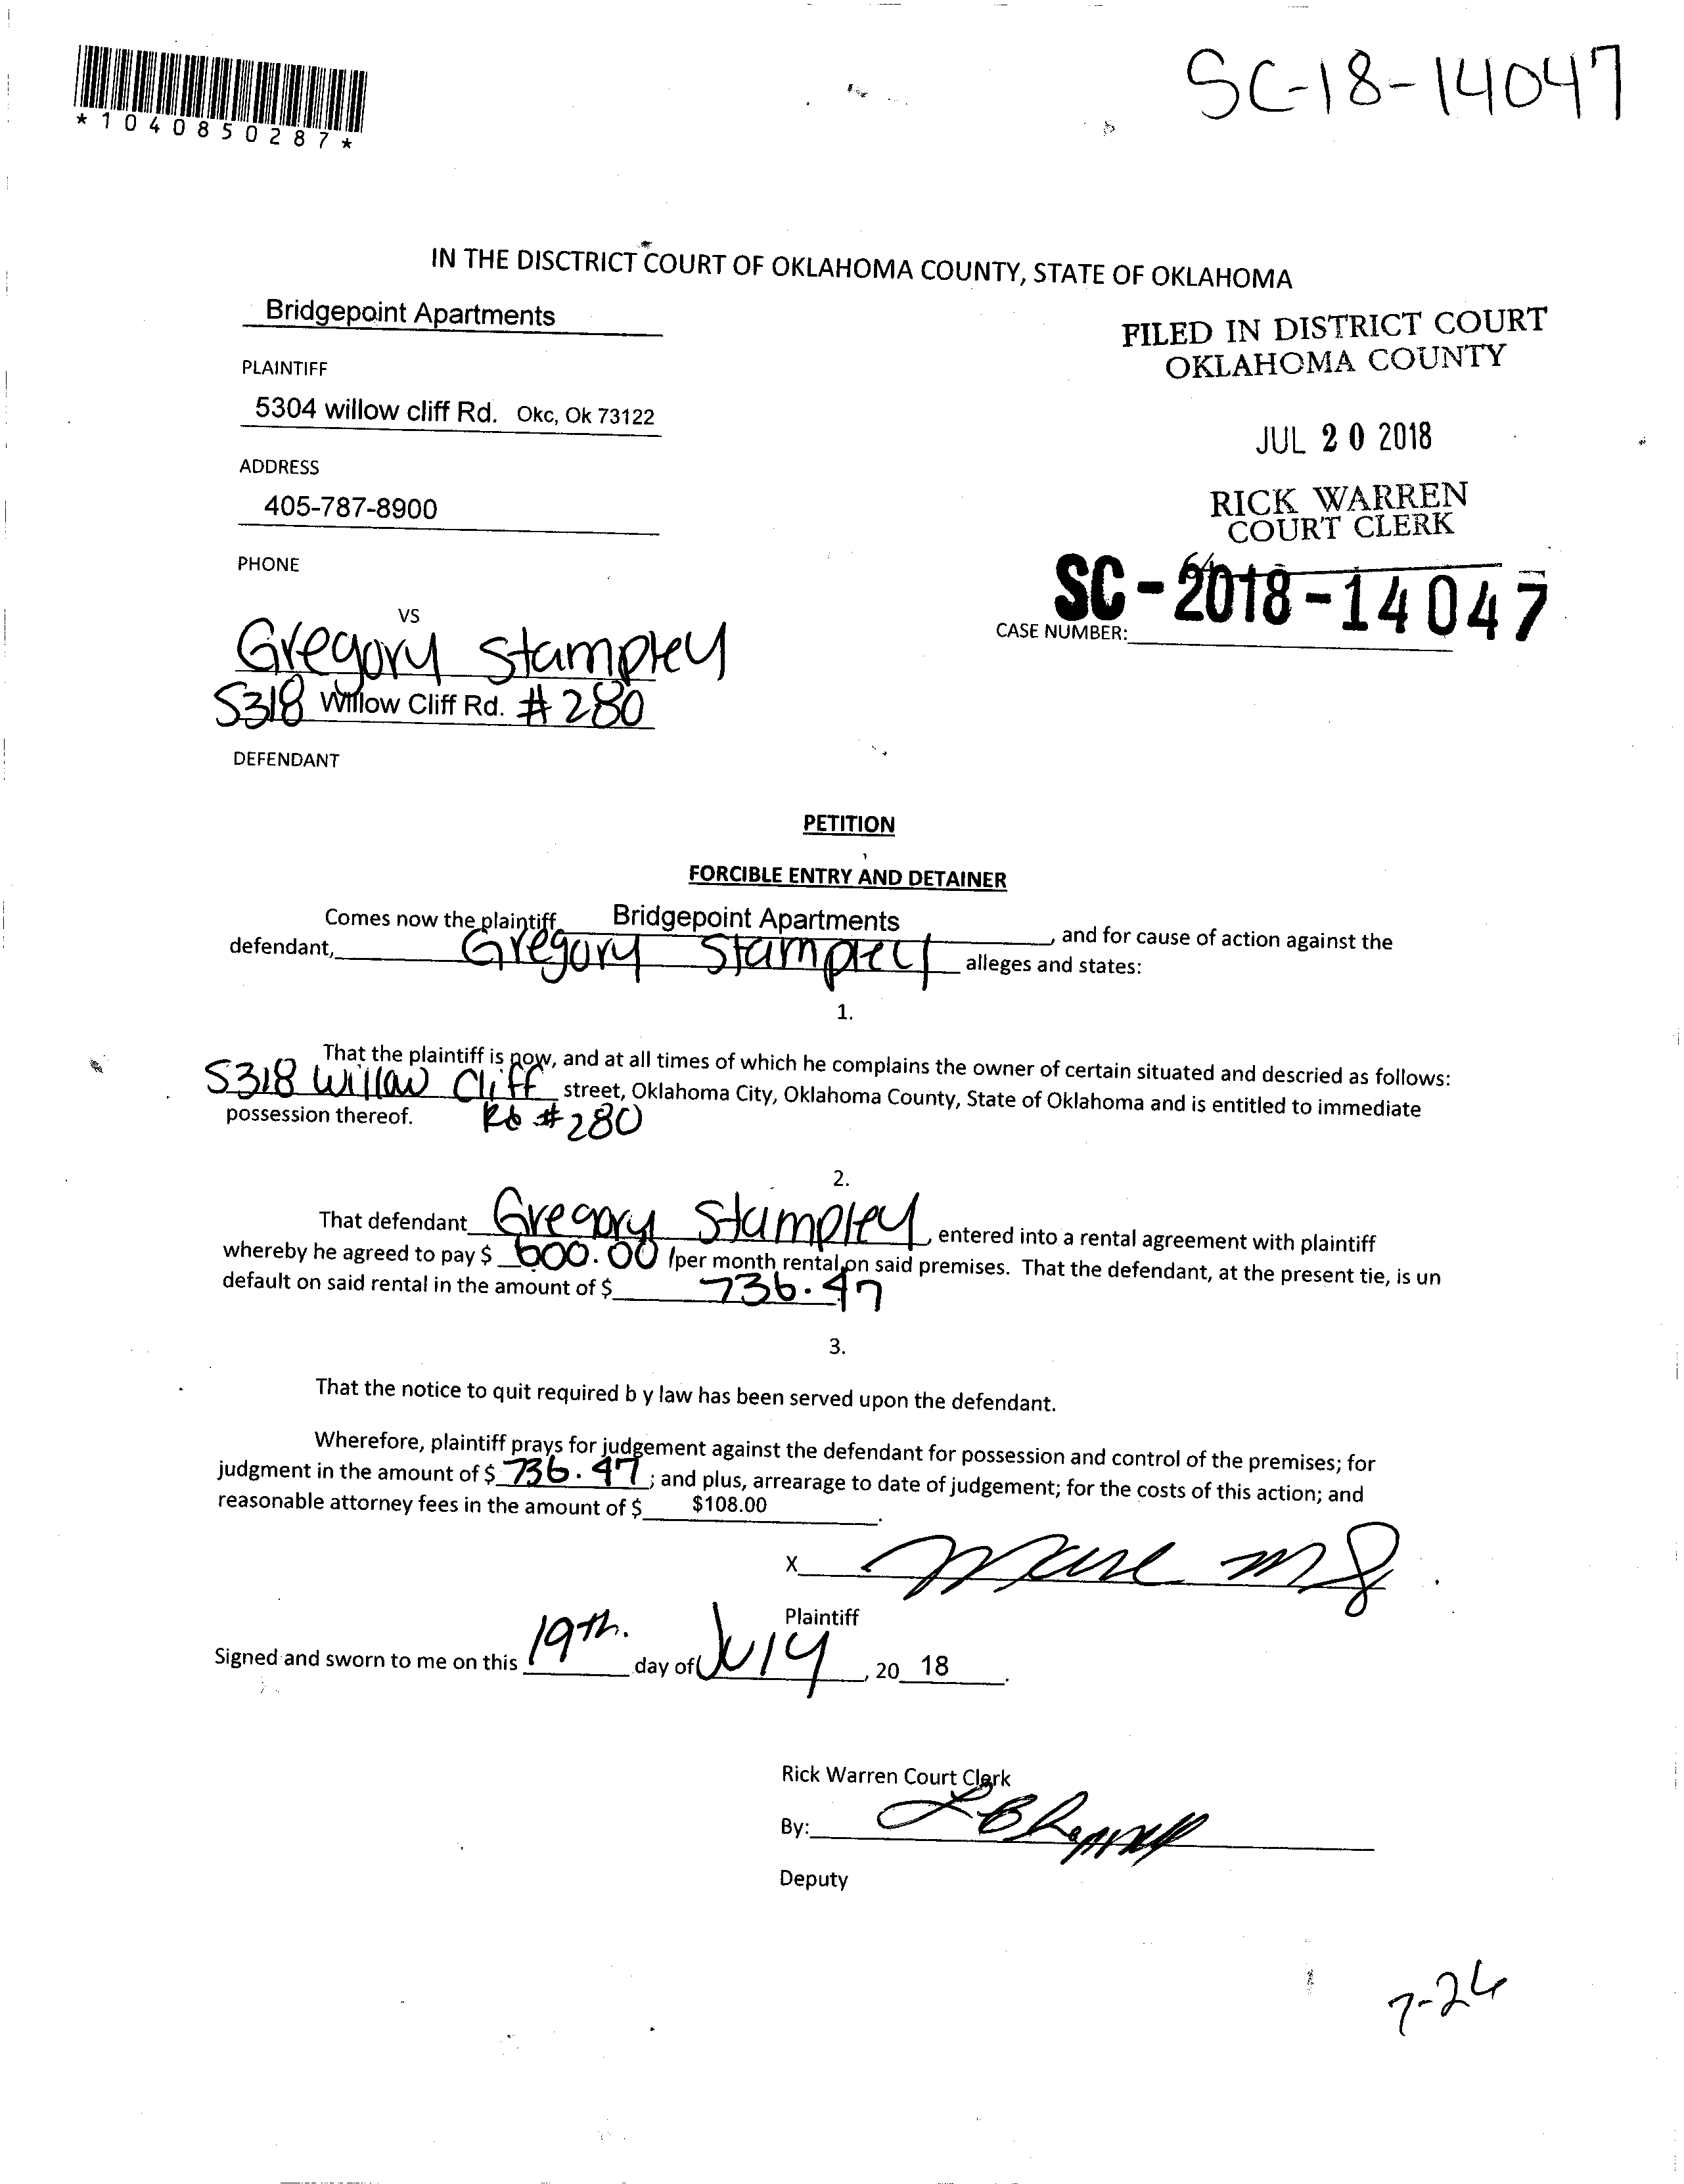 SC-18-14047
*1040850287*
IN THE DISCTRICT COURT OF OKLAHOMA COUNTY, STATE OF OKLAHOMA
Bridgepoint Apartments
PLAINTIFF
5304 willow cliff Rd. Okc, Ok 73122
ADDRESS
405-787-8900
PHONE
FILED IN DISTRICT COURT
OKLAHOMA COUNTY
JUL 20 2018
RICK WARREN
COURT CLERK
SC-2018-14047
CASE NUMBER:
VS
Gregory Stampley
5318 Willow Cliff Rd. # 280
DEFENDANT
PETITION
FORCIBLE ENTRY AND DETAINER
Comes now the plaintiff Bridgepoint Apartments, and for cause of action against the
defendant, Gregory Stampley alleges and states:
1.
That the plaintiff is now, and at all times of which he complains the owner of certain situated and descried as follows:
5318 Willow Cliff street, Oklahoma City, Oklahoma County, State of Oklahoma and is entitled to immediate
possession thereof. Rd #280
2.
That defendant Gregory Stampley, entered into a rental agreement with plaintiff
whereby he agreed to pay $ 600.00 /per month rental on said premises. That the defendant, at the present tie, is un
default on said rental in the amount of $ 736.47
3.
That the notice to quit required b y law has been served upon the defendant.
Wherefore, plaintiff prays for judgement against the defendant for possession and control of the premises; for
judgment in the amount of $ 736.47; and plus, arrearage to date of judgement; for the costs of this action; and
reasonable attorney fees in the amount of $ $108.00.
X
Plaintiff
Signed and sworn to me on this 19th. day of July, 20 18.
Rick Warren Court Clerk
By:
Deputy
7-24